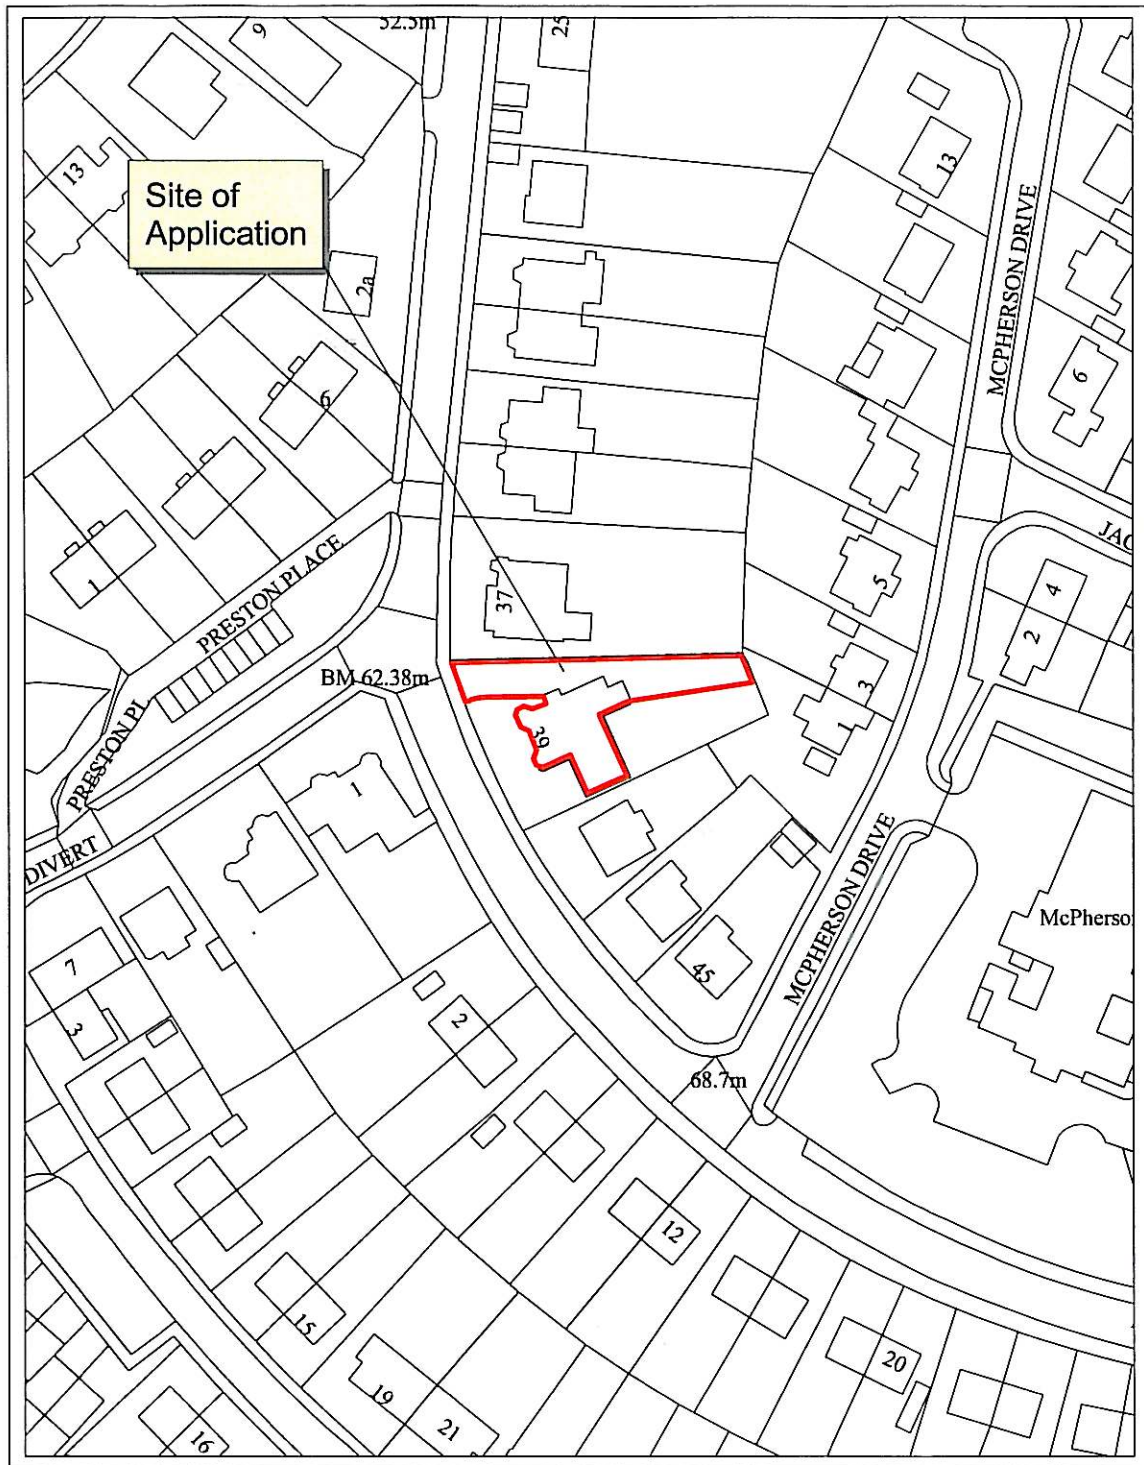 52.5m
9
25
13
13
Site of
Application
2a
MCPHERSON DRIVE
6
6
1
PRESTON PLACE
JAC
5
4
2
37
BM 62.38m
3
PRESTON PL
39
1
1
DIVERT
MCPHERSON DRIVE
McPherso
7
45
3
2
68.7m
12
15
20
19
21
16